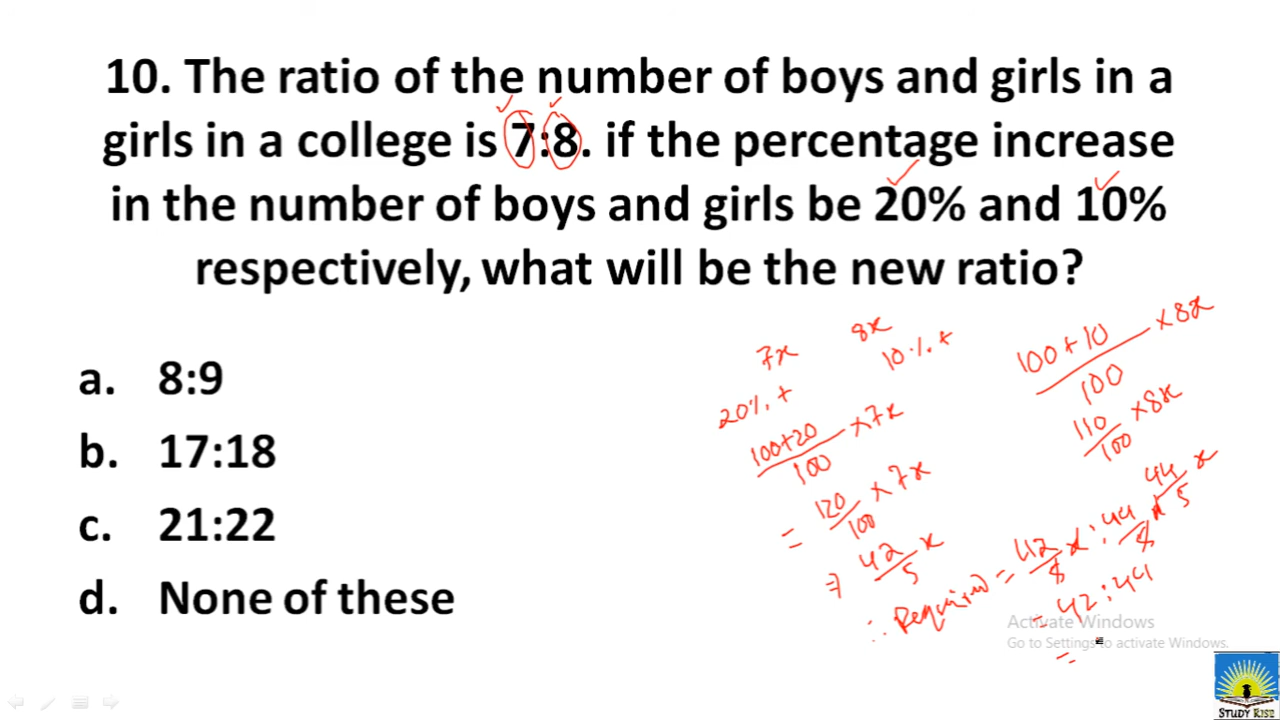 10. The ratio of the number of boys and girls in a
girls in a college is 7:8. if the percentage increase
in the number of boys and girls be 20% and 10%
respectively, what will be the new ratio?
a. 8:9
b. 17:18
c. 21:22
d. None of these
7x
20% +
100+20
100
×7x
= 120/100 × 7x
⇒ 42/5 x
8x
10% +
100+10
100
×8x
110/100 ×8x
44/5 x
∴ Required = 42/5 x : 44/5 x
= 42:44
=
Activate Windows
Go to Settings to activate Windows.
STUDY RISE